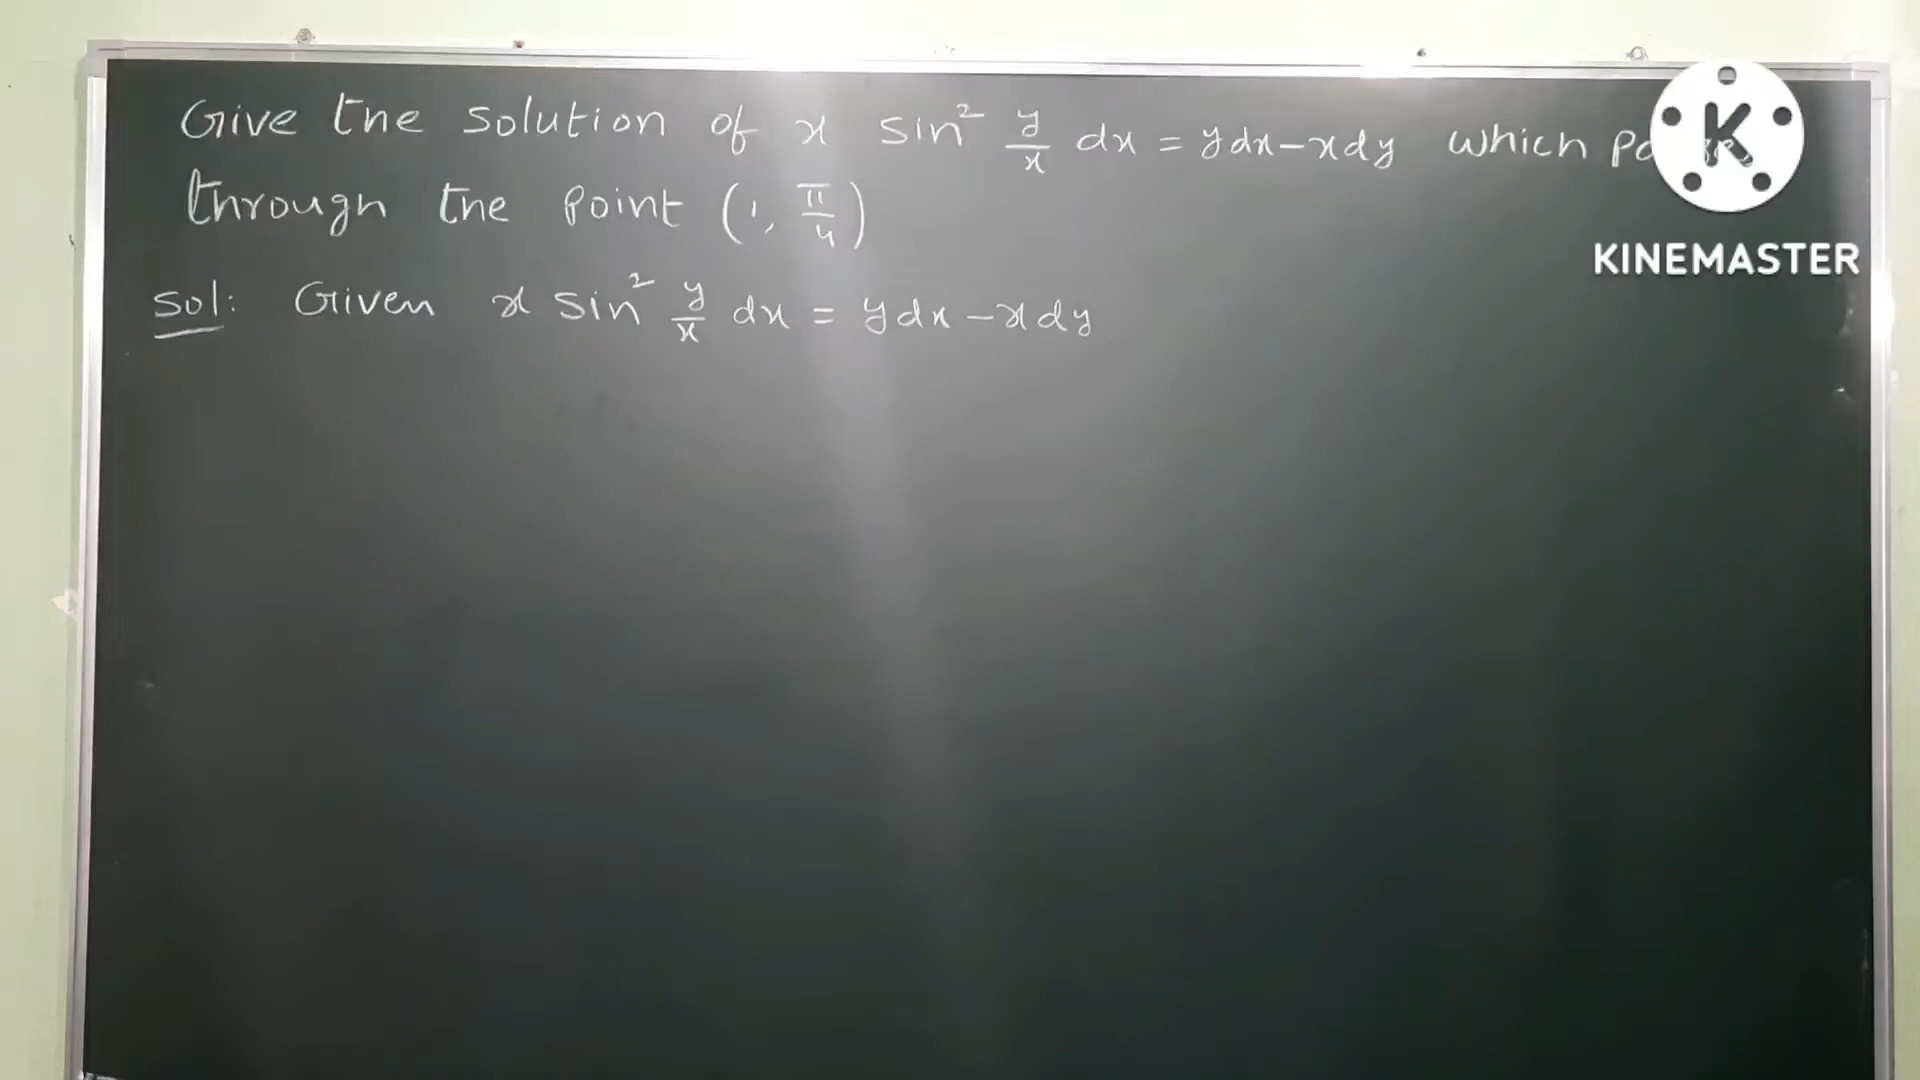 Give the solution of x sin² y/x dx = ydx-xdy which
through the point (1, π/4)
Sol: Given x sin² y/x dx = ydx-xdy
K
KINEMASTER